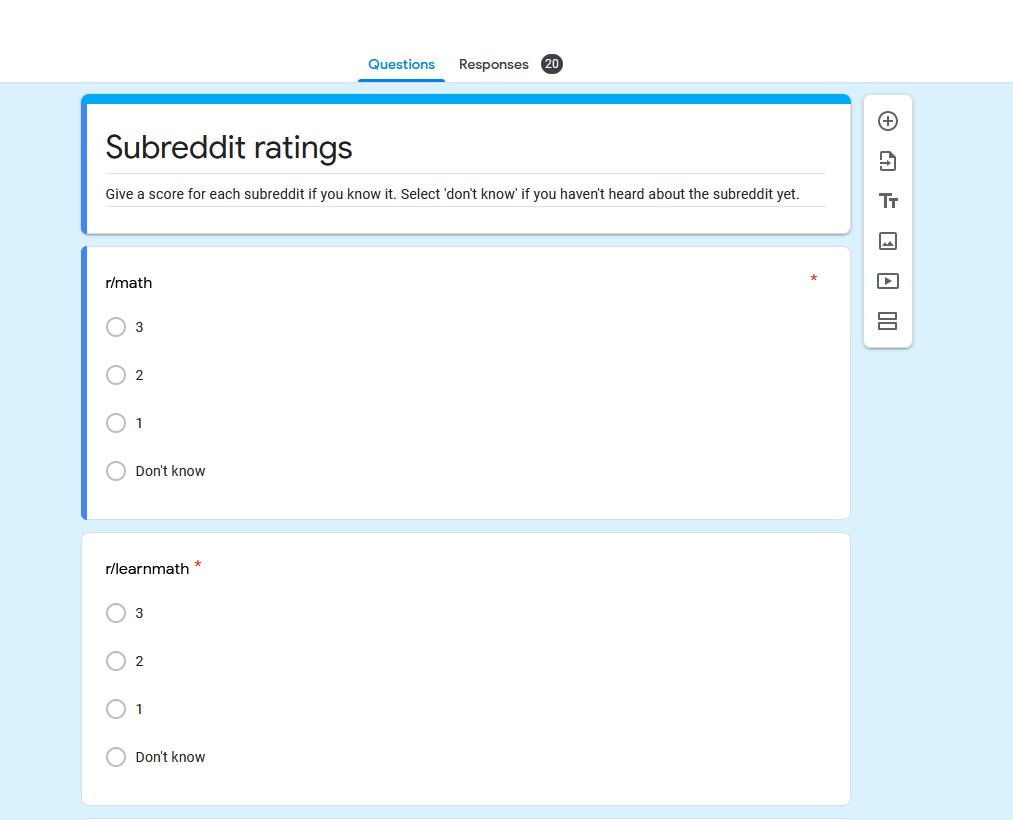 Questions Responses 20
Subreddit ratings
Give a score for each subreddit if you know it. Select 'don't know' if you haven't heard about the subreddit yet.
r/math *
3
2
1
Don't know
r/learnmath *
3
2
1
Don't know